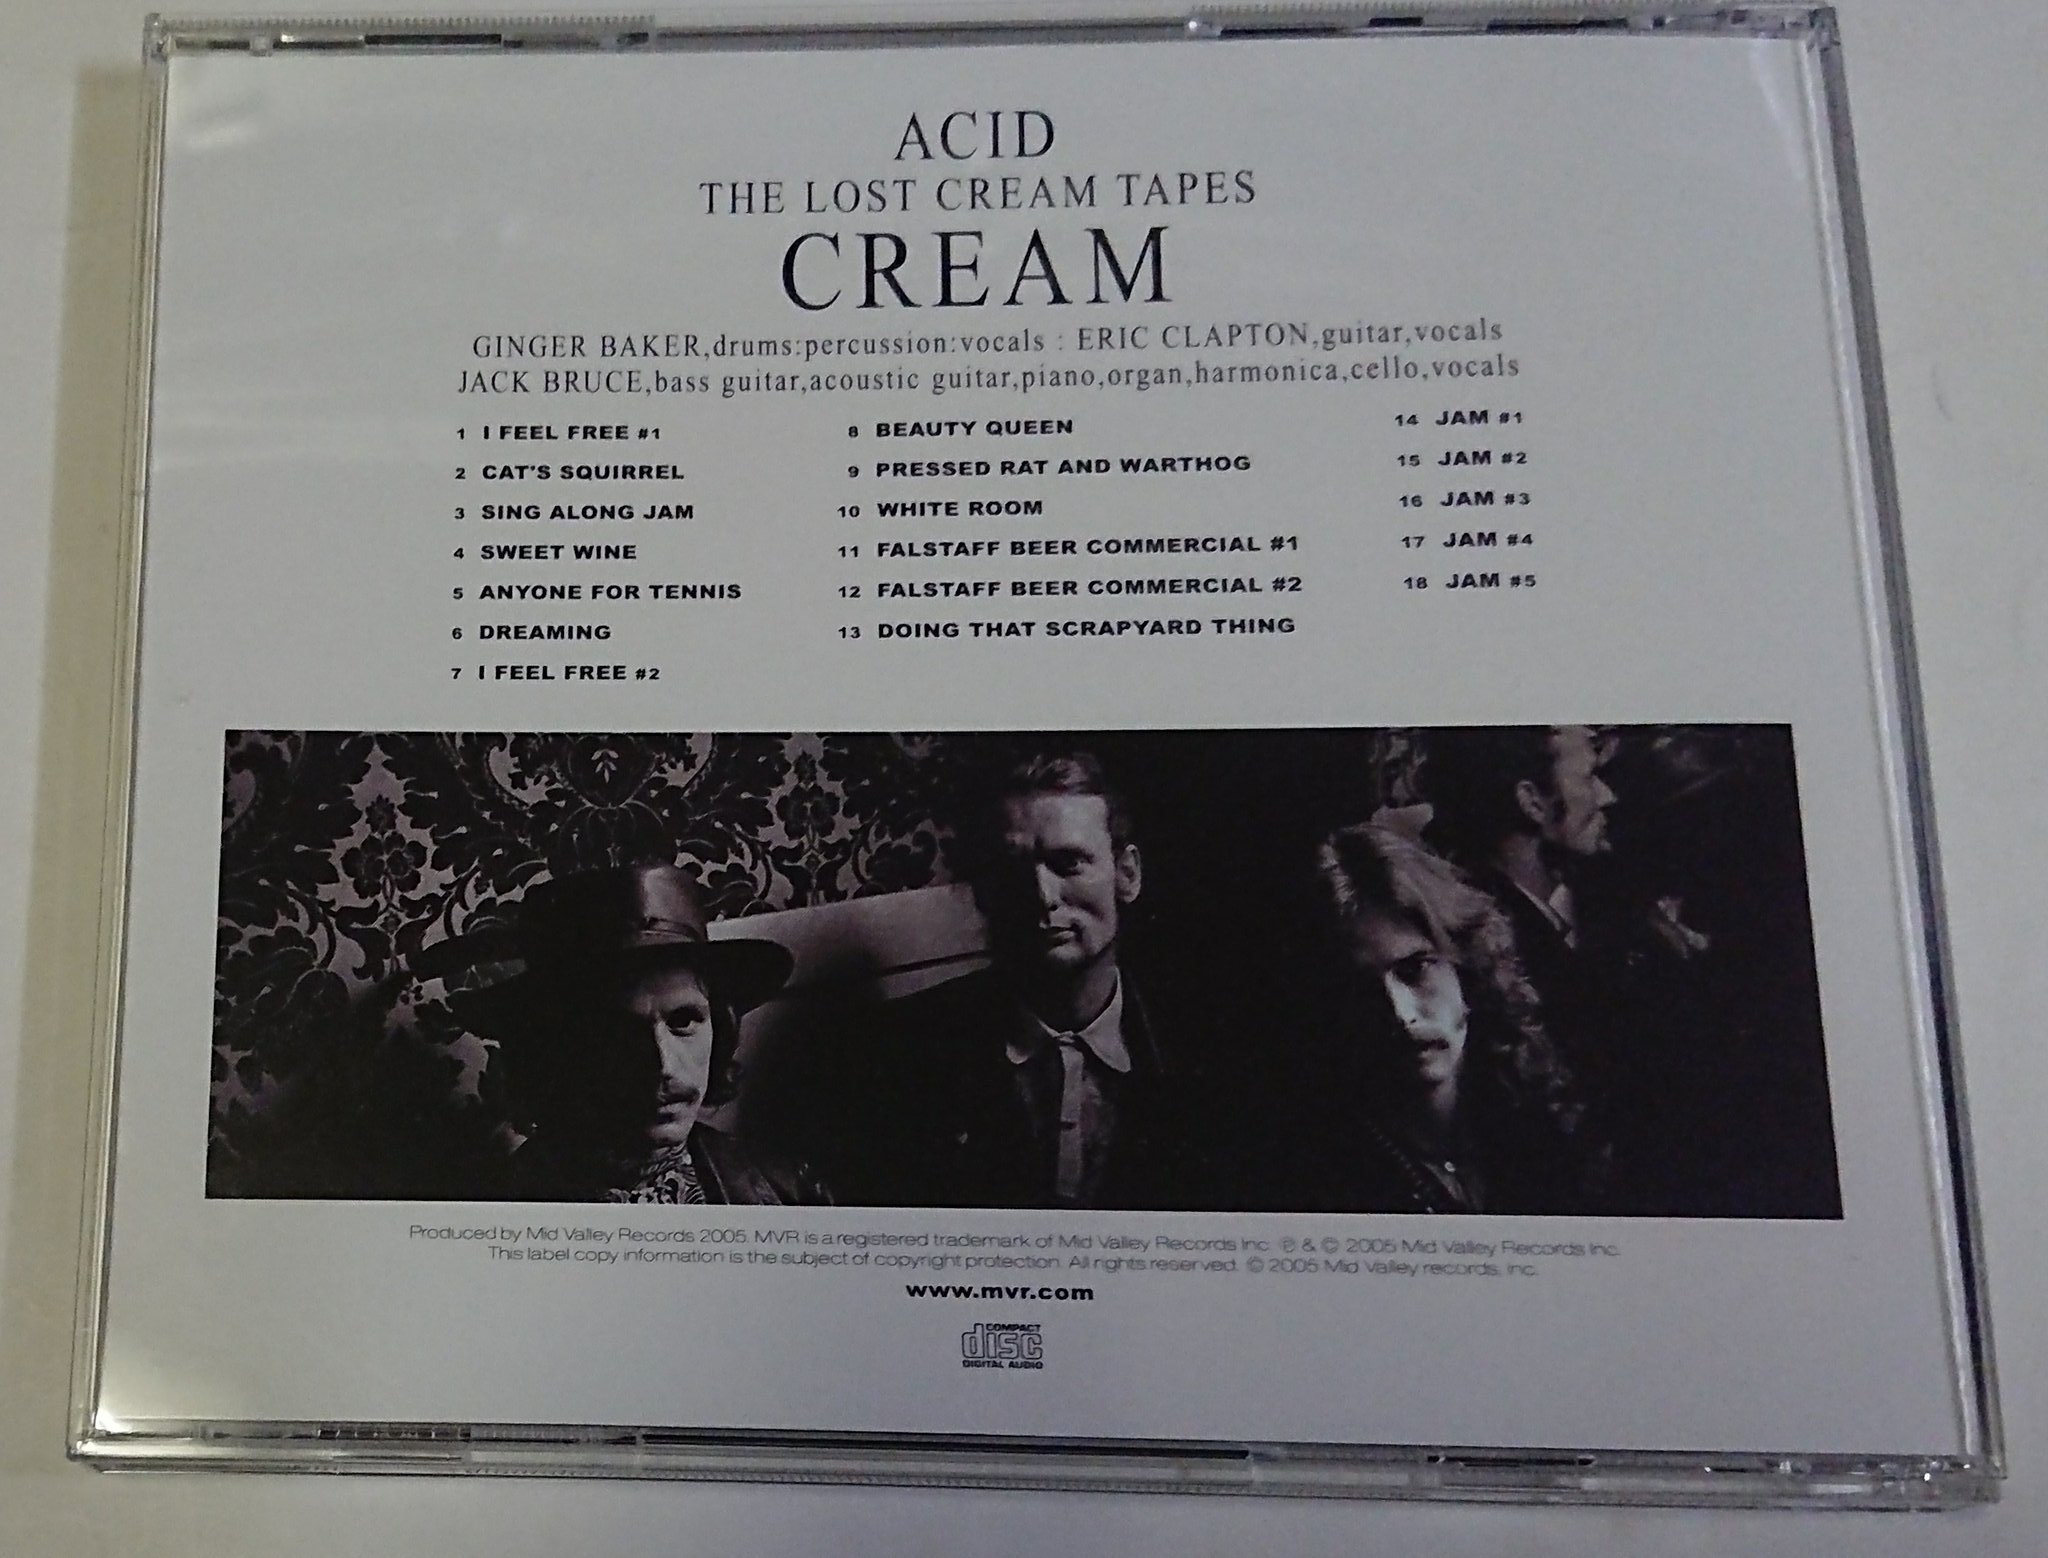 ACID
THE LOST CREAM TAPES
CREAM
GINGER BAKER,drums:percussion:vocals : ERIC CLAPTON,guitar,vocals
JACK BRUCE,bass guitar,acoustic guitar,piano,organ,harmonica,cello,vocals
1 I FEEL FREE #1
2 CAT'S SQUIRREL
3 SING ALONG JAM
4 SWEET WINE
5 ANYONE FOR TENNIS
6 DREAMING
7 I FEEL FREE #2
8 BEAUTY QUEEN
9 PRESSED RAT AND WARTHOG
10 WHITE ROOM
11 FALSTAFF BEER COMMERCIAL #1
12 FALSTAFF BEER COMMERCIAL #2
13 DOING THAT SCRAPYARD THING
14 JAM #1
15 JAM #2
16 JAM #3
17 JAM #4
18 JAM #5
Produced by Mid Valley Records 2005. MVR is a registered trademark of Mid Valley Records Inc. ℗ & © 2005 Mid Valley Records Inc.
This label copy information is the subject of copyright protection. All rights reserved. © 2005 Mid Valley records, inc.
www.mvr.com
COMPACT
disc
DIGITAL AUDIO